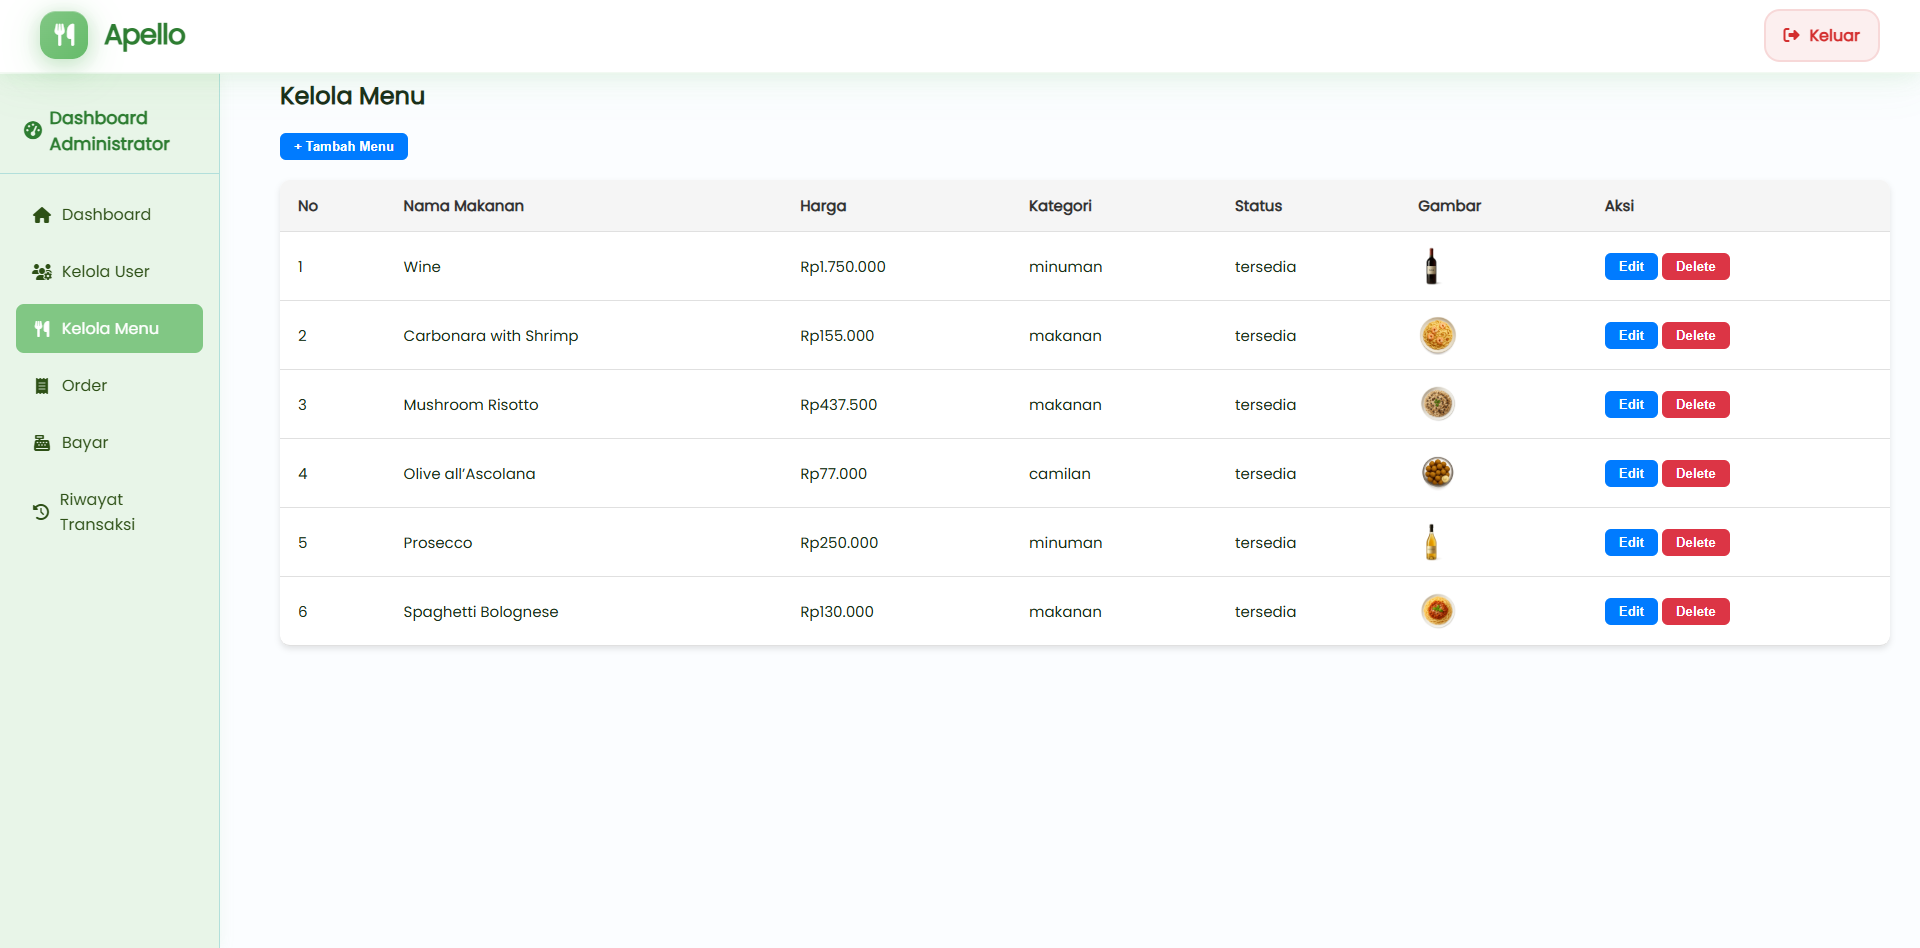 Apello
Keluar
Dashboard
Administrator
Dashboard
Kelola User
Kelola Menu
Order
Bayar
Riwayat
Transaksi
Kelola Menu
+ Tambah Menu
No Nama Makanan Harga Kategori Status Gambar Aksi
1 Wine Rp1.750.000 minuman tersedia Edit Delete
2 Carbonara with Shrimp Rp155.000 makanan tersedia Edit Delete
3 Mushroom Risotto Rp437.500 makanan tersedia Edit Delete
4 Olive all’Ascolana Rp77.000 camilan tersedia Edit Delete
5 Prosecco Rp250.000 minuman tersedia Edit Delete
6 Spaghetti Bolognese Rp130.000 makanan tersedia Edit Delete